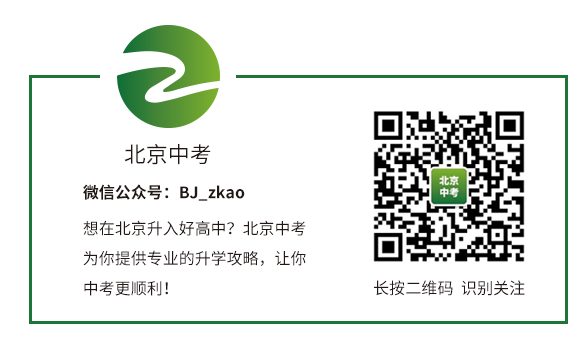 北京中考
微信公众号：BJ_zkao
想在北京升入好高中？北京中考
为你提供专业的升学攻略，让你
中考更顺利！
北京
中考
长按二维码 识别关注